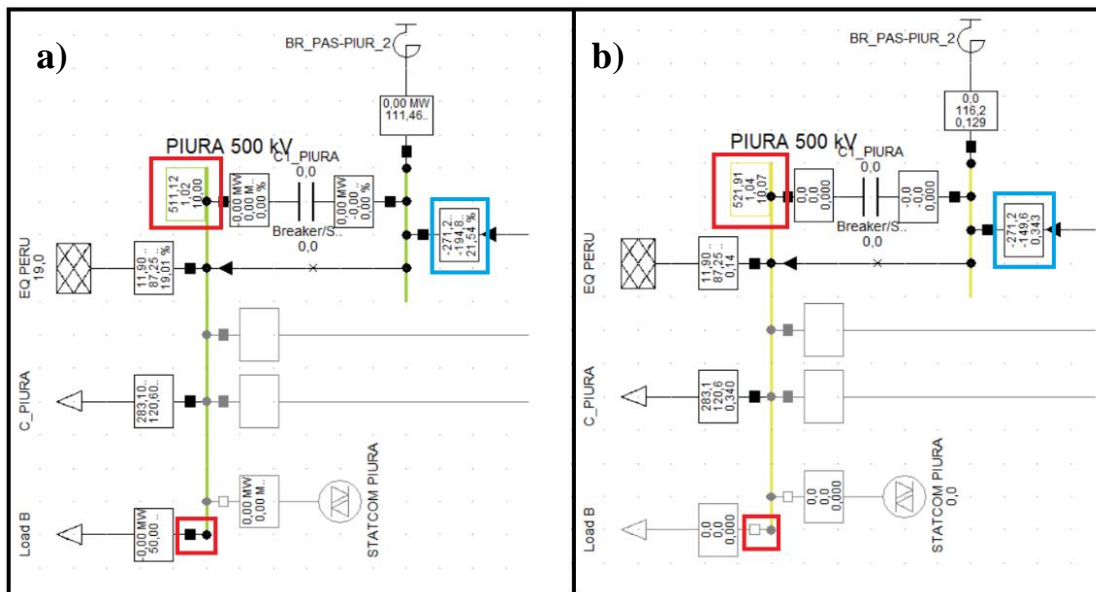 a)
BR_PAS-PIUR_2
0,00 MW
111,46..
PIURA 500 kV
C1_PIURA
0,0
511,12
1,02
10,00
-0,00 MW
0,00 M..
0,00 %
0,00 MW
-0,00 ..
0,00 %
Breaker/S..
0,0
-271,2..
-194,8..
21,54 %
EQ PERU
19,0
11,90 ..
87,25 ..
19,01 %
C_PIURA
283,10..
120,60..
0,00 MW
0,00 M..
STATCOM PIURA
Load B
-0,00 MW
50,00 ..
b)
BR_PAS-PIUR_2
0,0
116,2
0,129
PIURA 500 kV
C1_PIURA
0,0
521,91
1,04
10,07
0,0
0,0
0,000
-0,0
-0,0
0,000
Breaker/S..
0,0
-271,2
-149,6
0,343
EQ PERU
11,90 ..
87,25 ..
0,14
C_PIURA
283,1
120,6
0,340
0,0
0,0
0,000
STATCOM PIURA
0,0
Load B
0,0
0,0
0,000